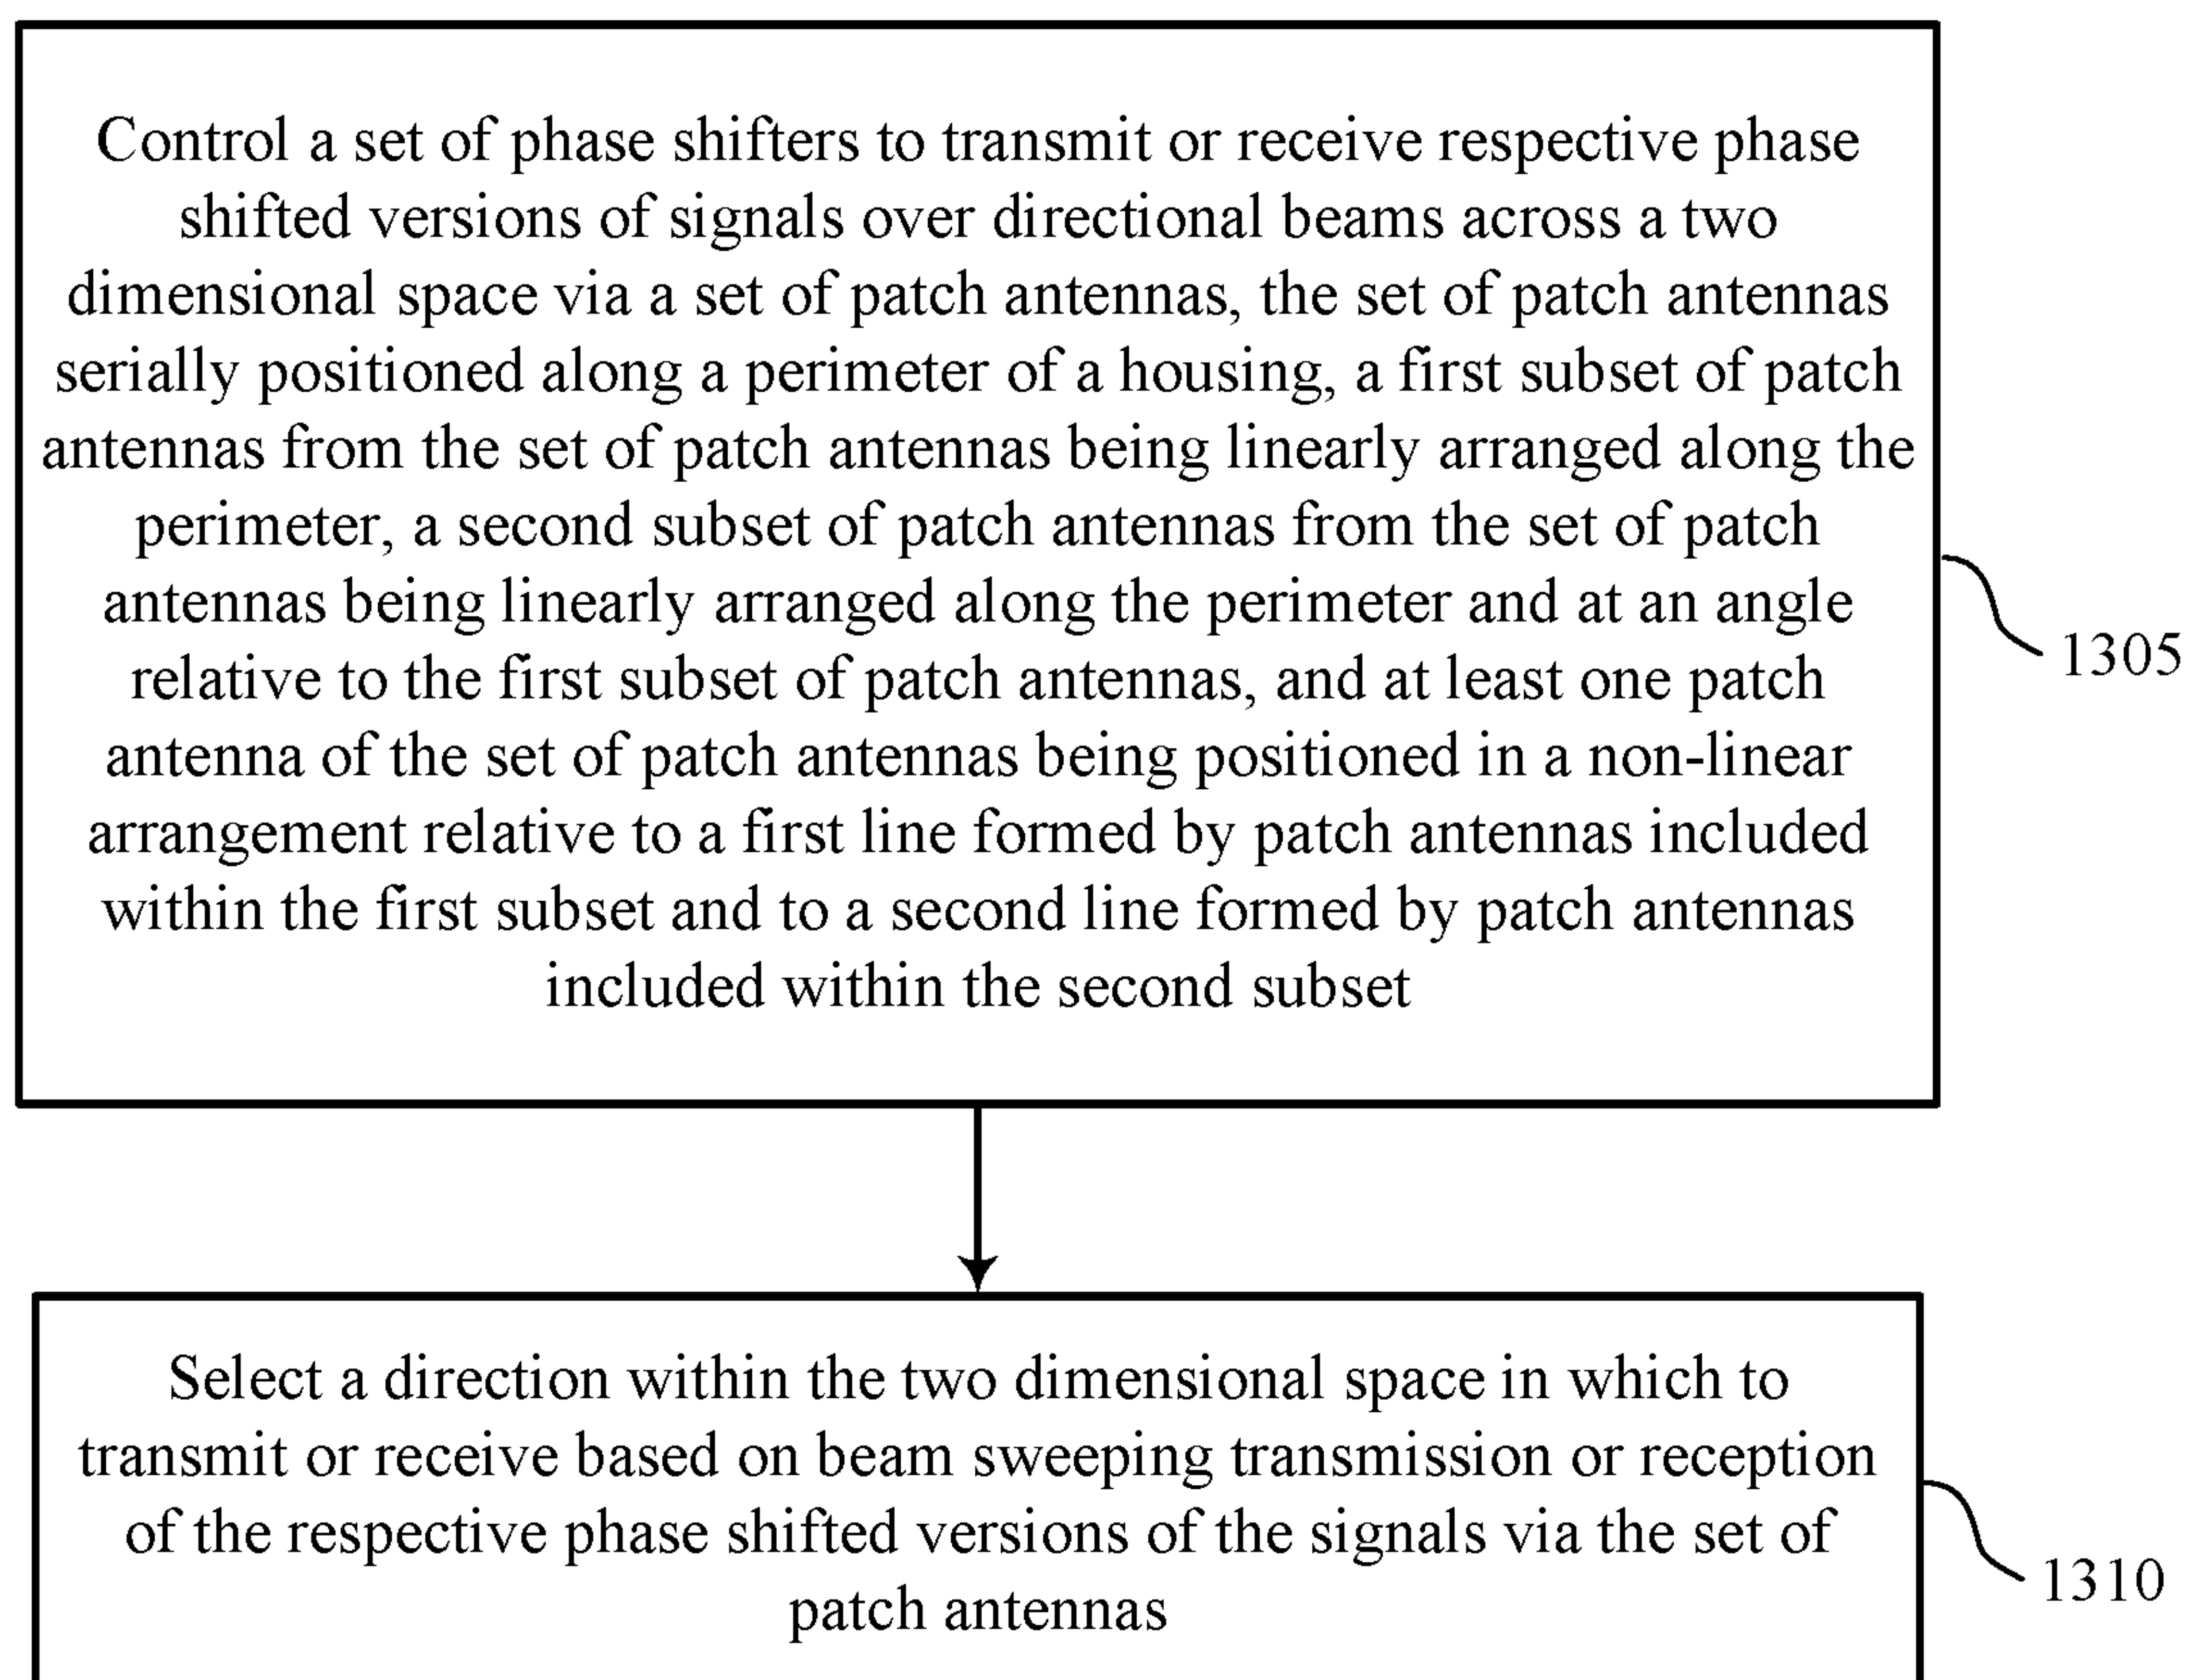 Control a set of phase shifters to transmit or receive respective phase
shifted versions of signals over directional beams across a two
dimensional space via a set of patch antennas, the set of patch antennas
serially positioned along a perimeter of a housing, a first subset of patch
antennas from the set of patch antennas being linearly arranged along the
perimeter, a second subset of patch antennas from the set of patch
antennas being linearly arranged along the perimeter and at an angle
relative to the first subset of patch antennas, and at least one patch
antenna of the set of patch antennas being positioned in a non-linear
arrangement relative to a first line formed by patch antennas included
within the first subset and to a second line formed by patch antennas
included within the second subset
1305
Select a direction within the two dimensional space in which to
transmit or receive based on beam sweeping transmission or reception
of the respective phase shifted versions of the signals via the set of
patch antennas
1310